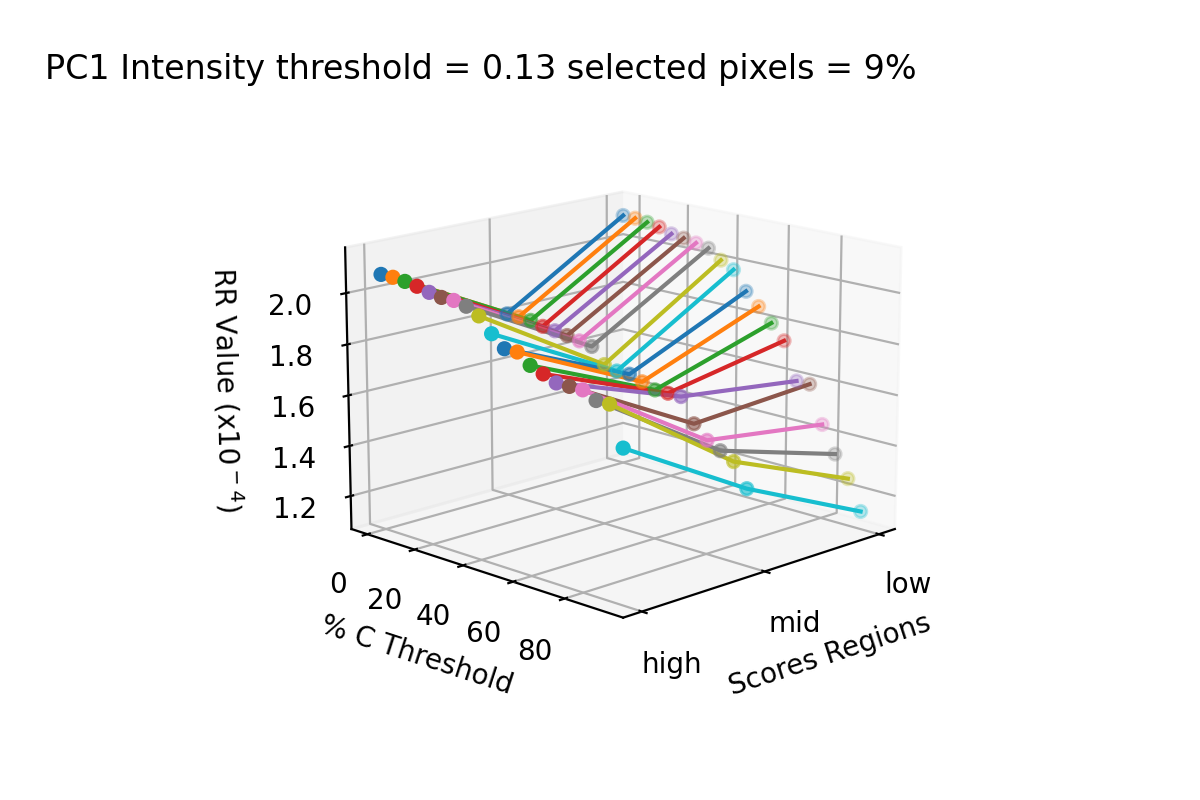 PC1 Intensity threshold = 0.13 selected pixels = 9%
RR Value (x10⁻⁴)
2.0
1.8
1.6
1.4
1.2
0
20
40
60
80
% C Threshold
high
mid
low
Scores Regions